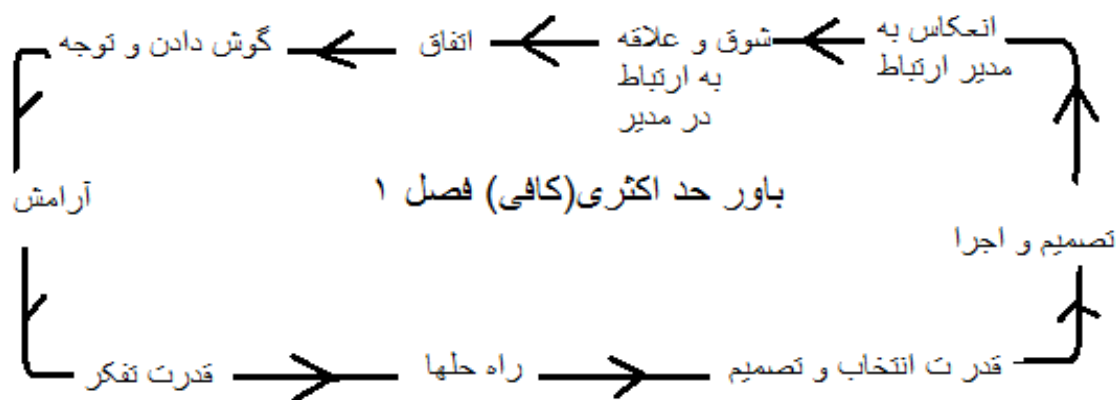 انعکاس به
مدیر ارتباط
شوق و علاقه
به ارتباط
در مدیر
اتفاق
گوش دادن و توجه
باور حد اکثری(کافی) فصل ۱
آرامش
تصمیم و اجرا
قدر ت انتخاب و تصمیم
راه حلها
قدرت تفکر